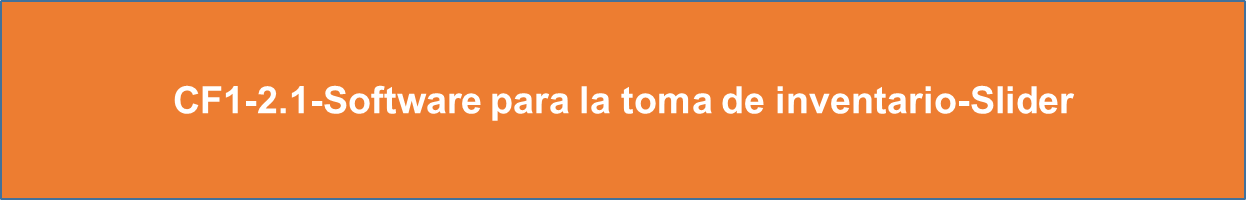 CF1-2.1-Software para la toma de inventario-Slider